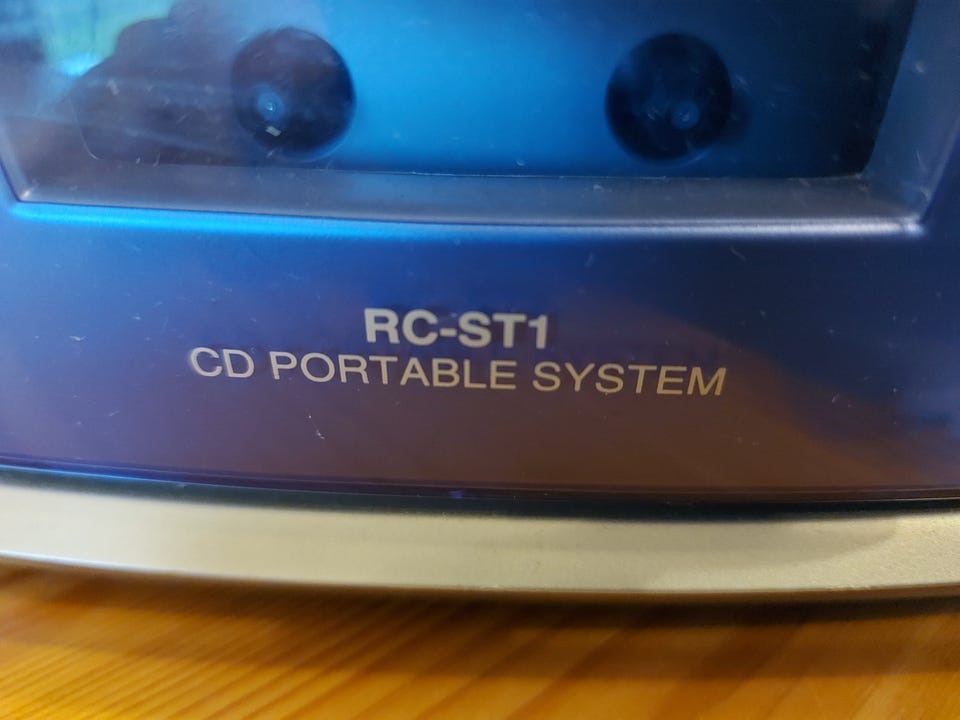 RC-ST1
CD PORTABLE SYSTEM